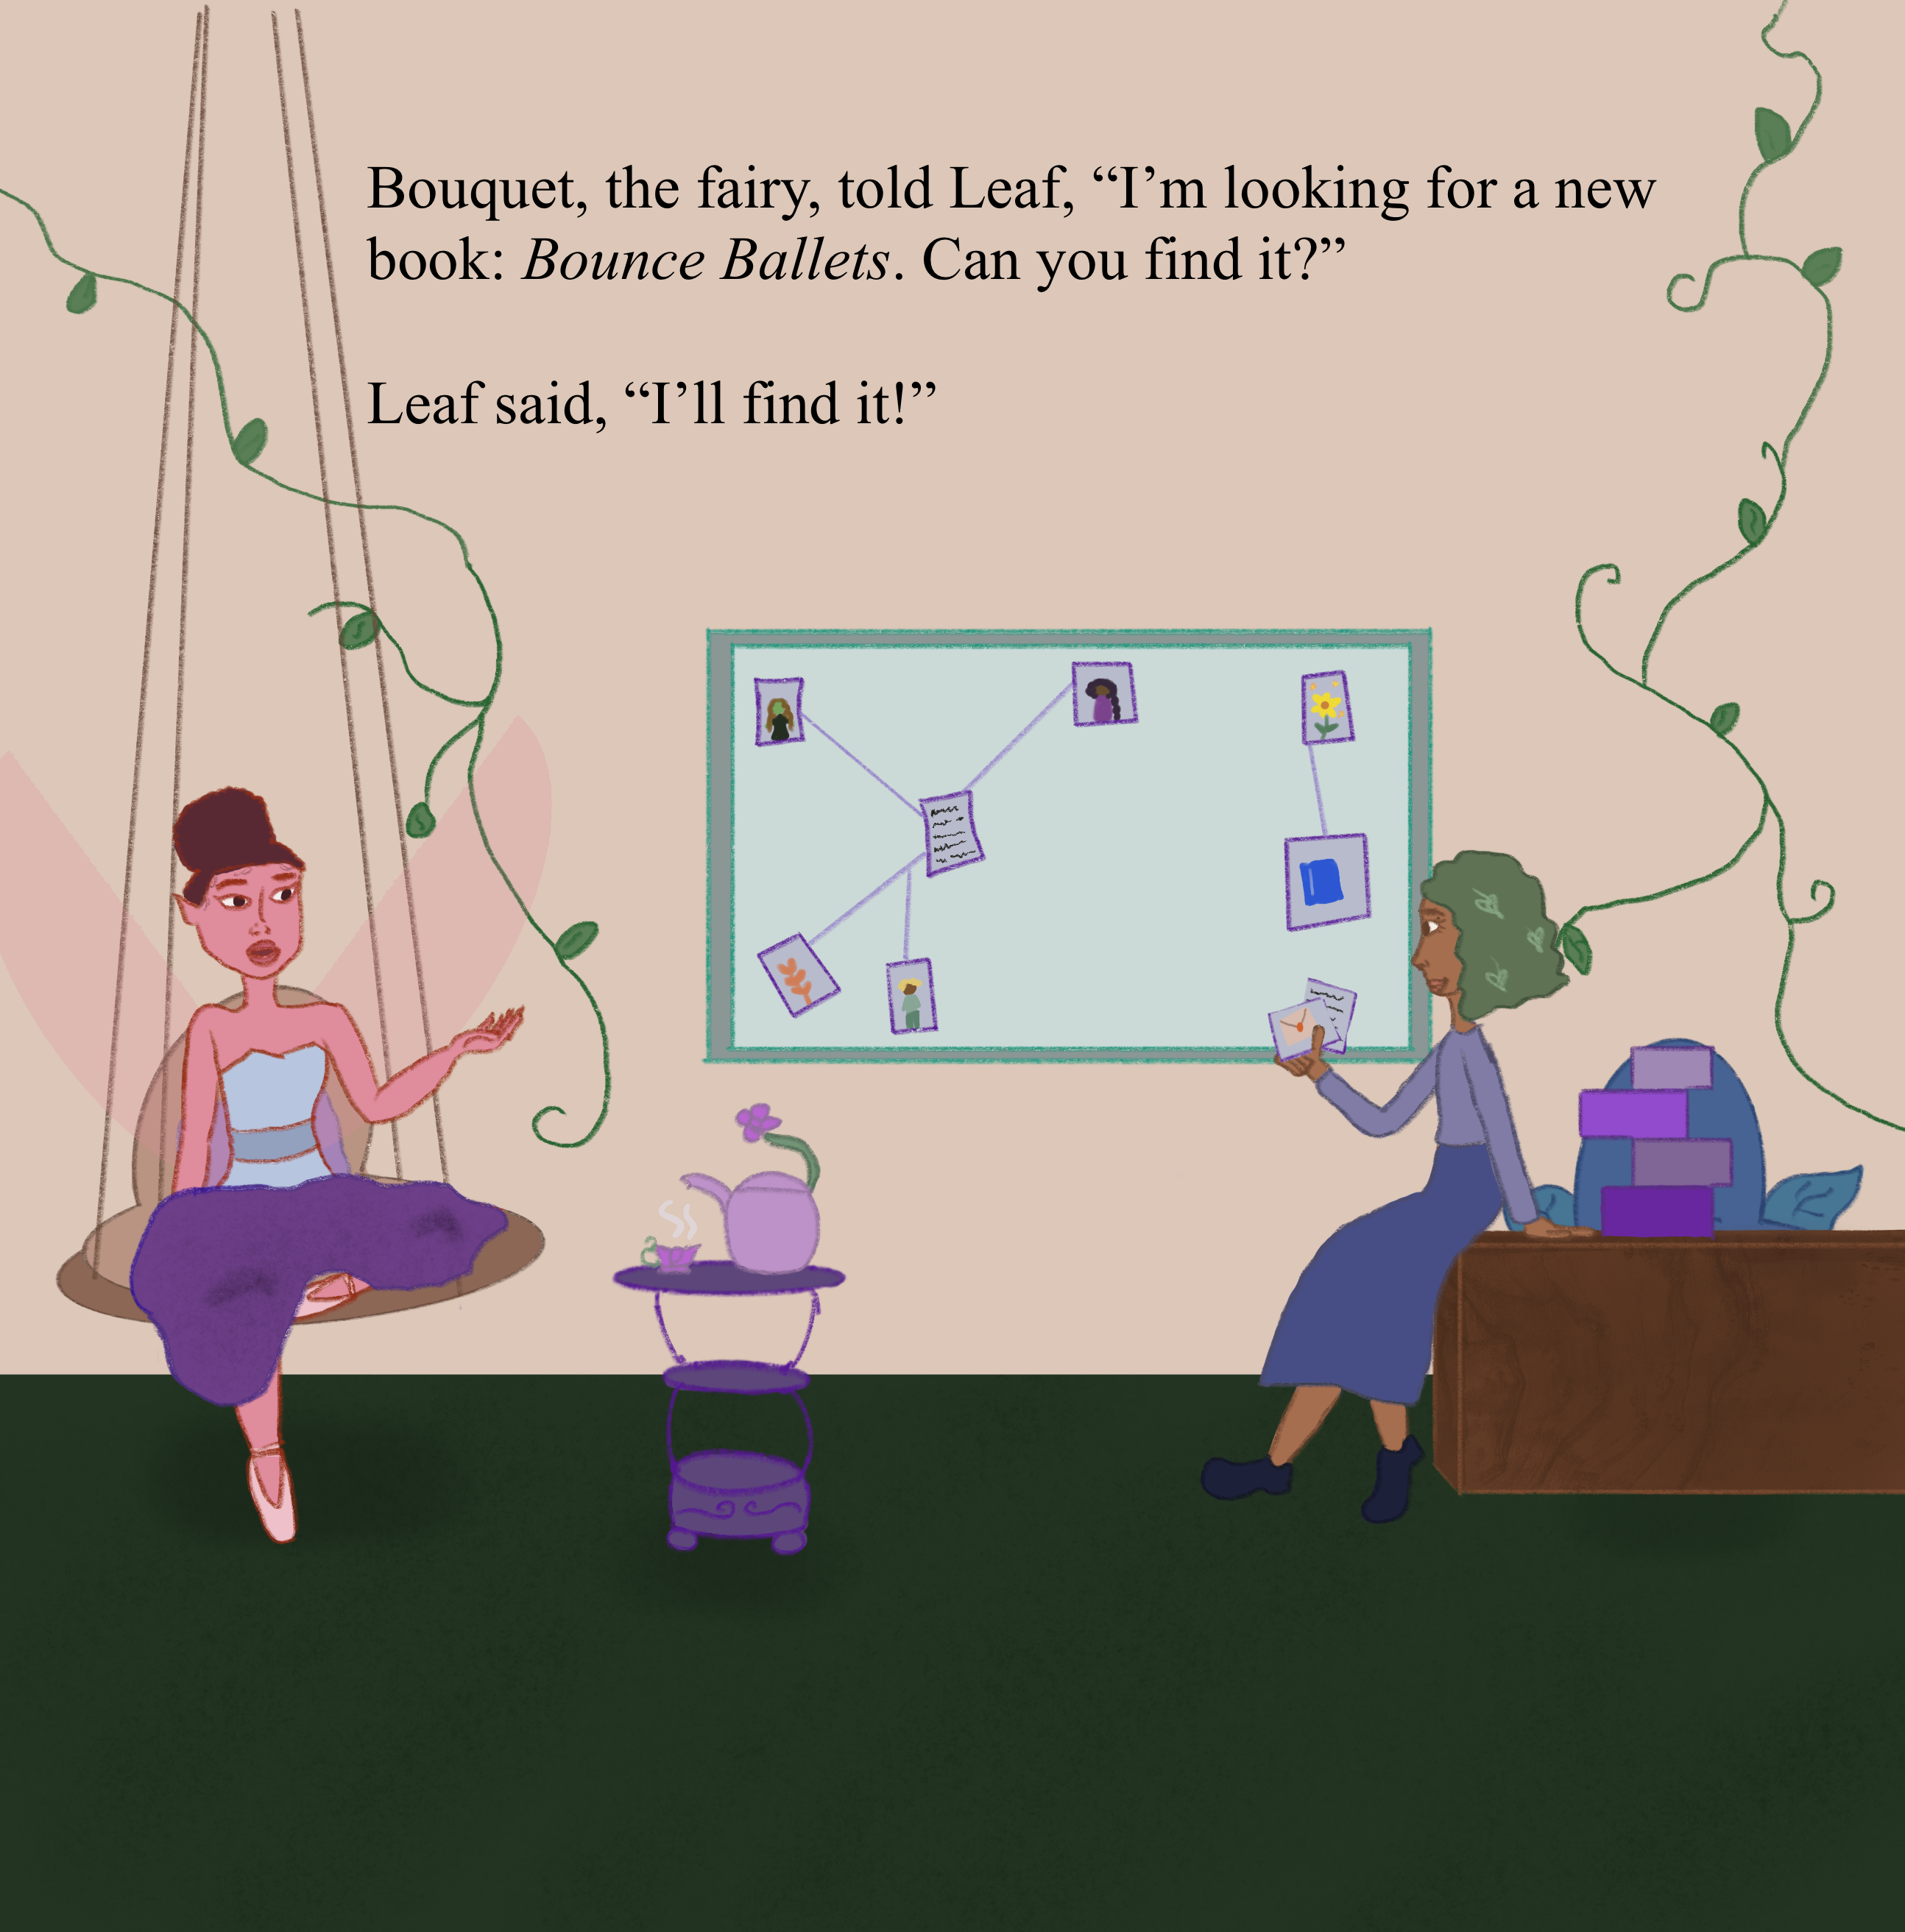 Bouquet, the fairy, told Leaf, “I’m looking for a new
book: Bounce Ballets. Can you find it?”
Leaf said, “I’ll find it!”